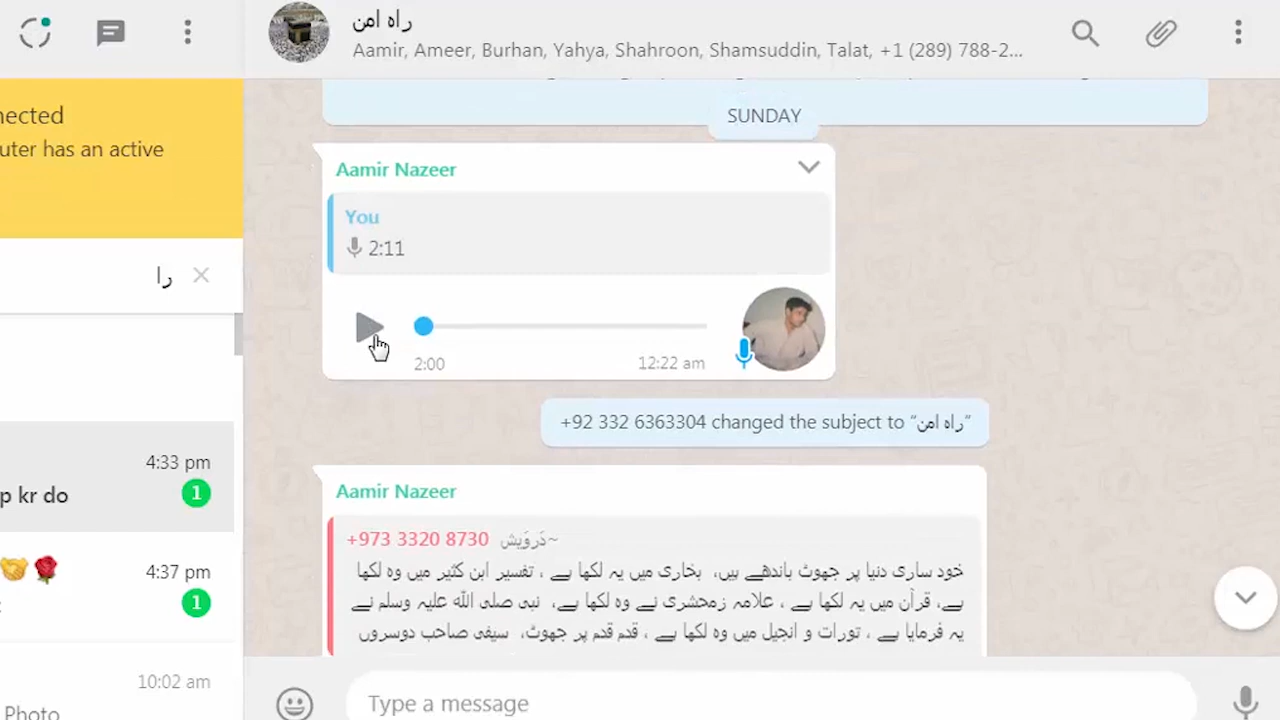 راہ امن
Aamir, Ameer, Burhan, Yahya, Shahroon, Shamsuddin, Talat, +1 (289) 788-2...
nected
uter has an active
را
4:33 pm
p kr do
1
4:37 pm
1
10:02 am
Photo
SUNDAY
Aamir Nazeer
You
2:11
2:00
12:22 am
+92 332 6363304 changed the subject to "راہ امن"
Aamir Nazeer
+973 3320 8730 ~دَروَیش
خود ساری دنیا پر جھوٹ باندھے ہیں، بخاری میں یہ لکھا ہے ، تفسیر ابن کثیر میں وہ لکھا
ہے، قرآن میں یہ لکھا ہے ، علامہ زمحشری نے وہ لکھا ہے، نبی صلی اللہ علیہ وسلم نے
یہ فرمایا ہے ، تورات و انجیل میں وہ لکھا ہے ، قدم قدم پر جھوٹ، سیفی صاحب دوسروں
Type a message